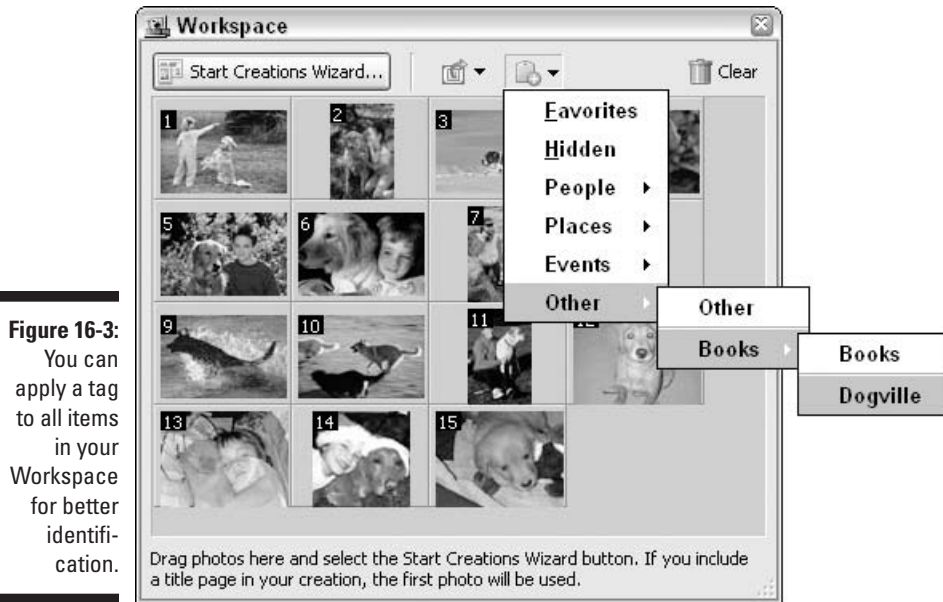 Workspace
Start Creations Wizard...
Clear
Favorites
Hidden
People
Places
Events
Other
Other
Books
Books
Dogville
1
2
3
5
6
7
9
10
11
12
13
14
15
Drag photos here and select the Start Creations Wizard button. If you include
a title page in your creation, the first photo will be used.
Figure 16-3:
You can
apply a tag
to all items
in your
Workspace
for better
identifi-
cation.